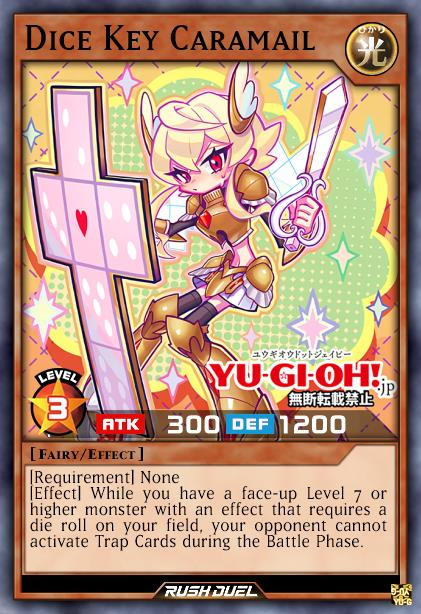 Dice Key Caramail
ひかり
光
ユウギオウドットジェイピー
YU-GI-OH!.jp
無断転載禁止
LEVEL
3
ATK 300 DEF 1200
[ Fairy/Effect ]
[Requirement] None
[Effect] While you have a face-up Level 7 or
higher monster with an effect that requires a
die roll on your field, your opponent cannot
activate Trap Cards during the Battle Phase.
RUSH DUEL